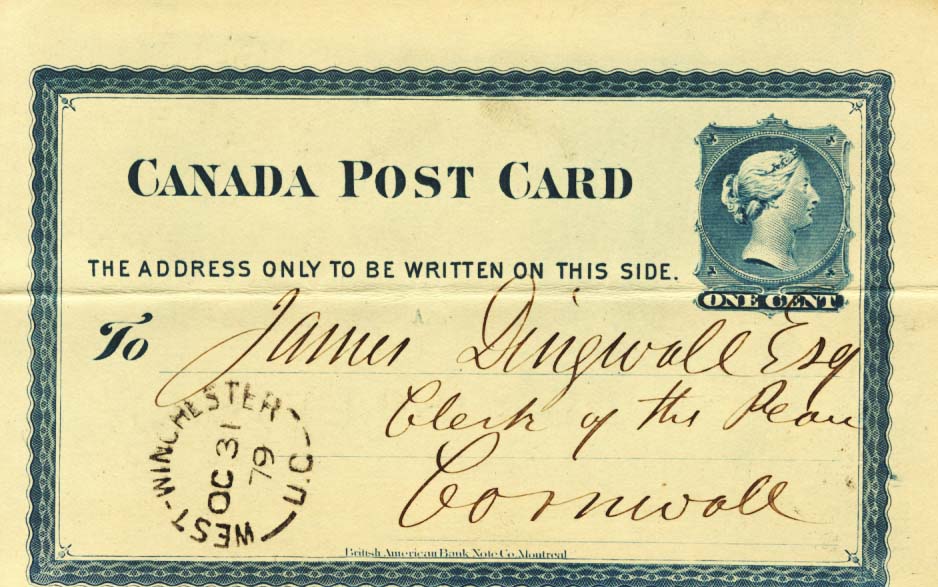 CANADA POST CARD
ONE CENT
THE ADDRESS ONLY TO BE WRITTEN ON THIS SIDE.
To James Dingwall Esq
Clerk of the Peace
Cornwall
WEST-WINCHESTER U.C.
OC 31
79
British American Bank Note Co. Montreal